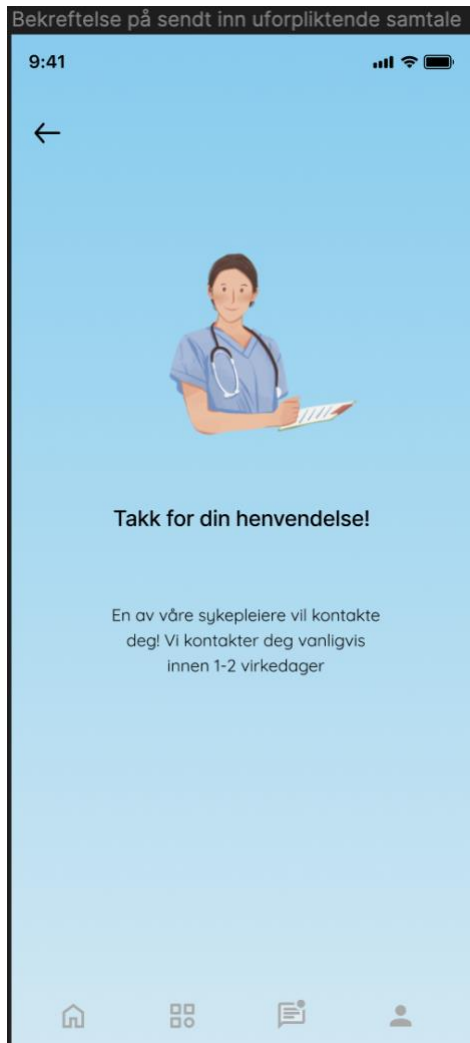 Bekreftelse på sendt inn uforpliktende samtale
9:41
Takk for din henvendelse!
En av våre sykepleiere vil kontakte
deg! Vi kontakter deg vanligvis
innen 1-2 virkedager